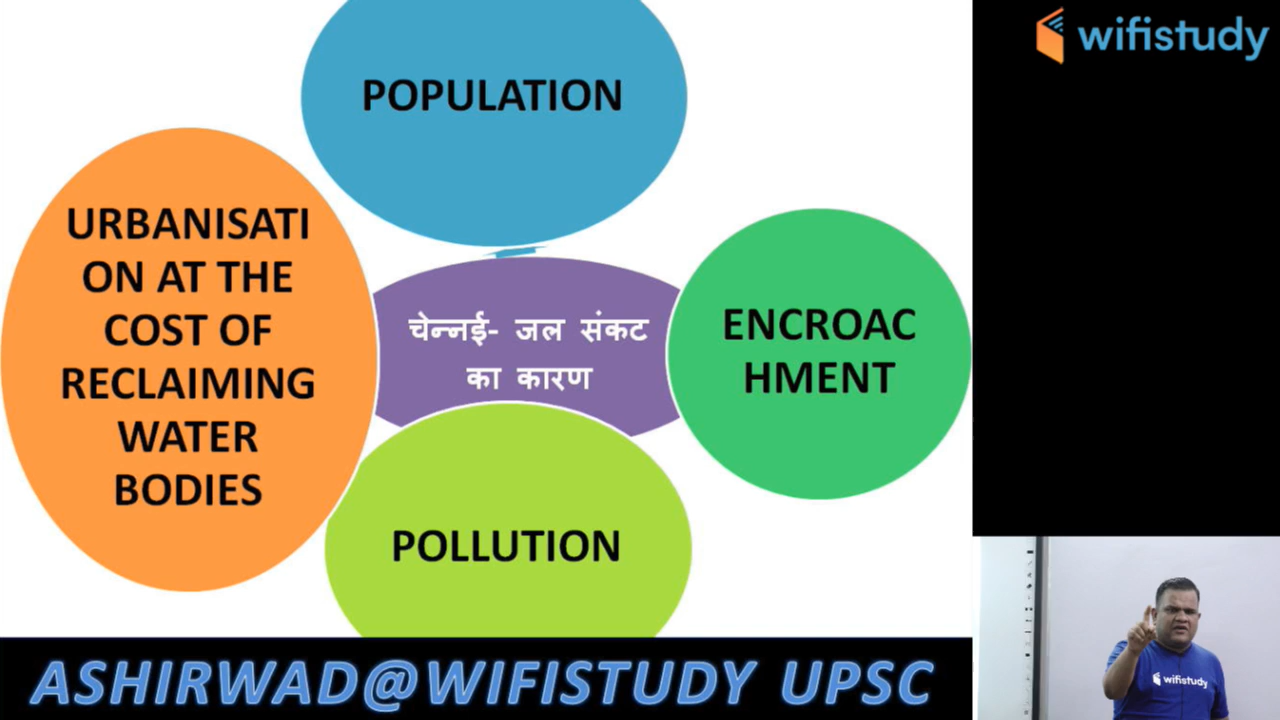 wifistudy
POPULATION
URBANISATI
ON AT THE
COST OF
RECLAIMING
WATER
BODIES
चेन्नई- जल संकट
का कारण
ENCROAC
HMENT
POLLUTION
ASHIRWAD@WIFISTUDY UPSC
wifistudy